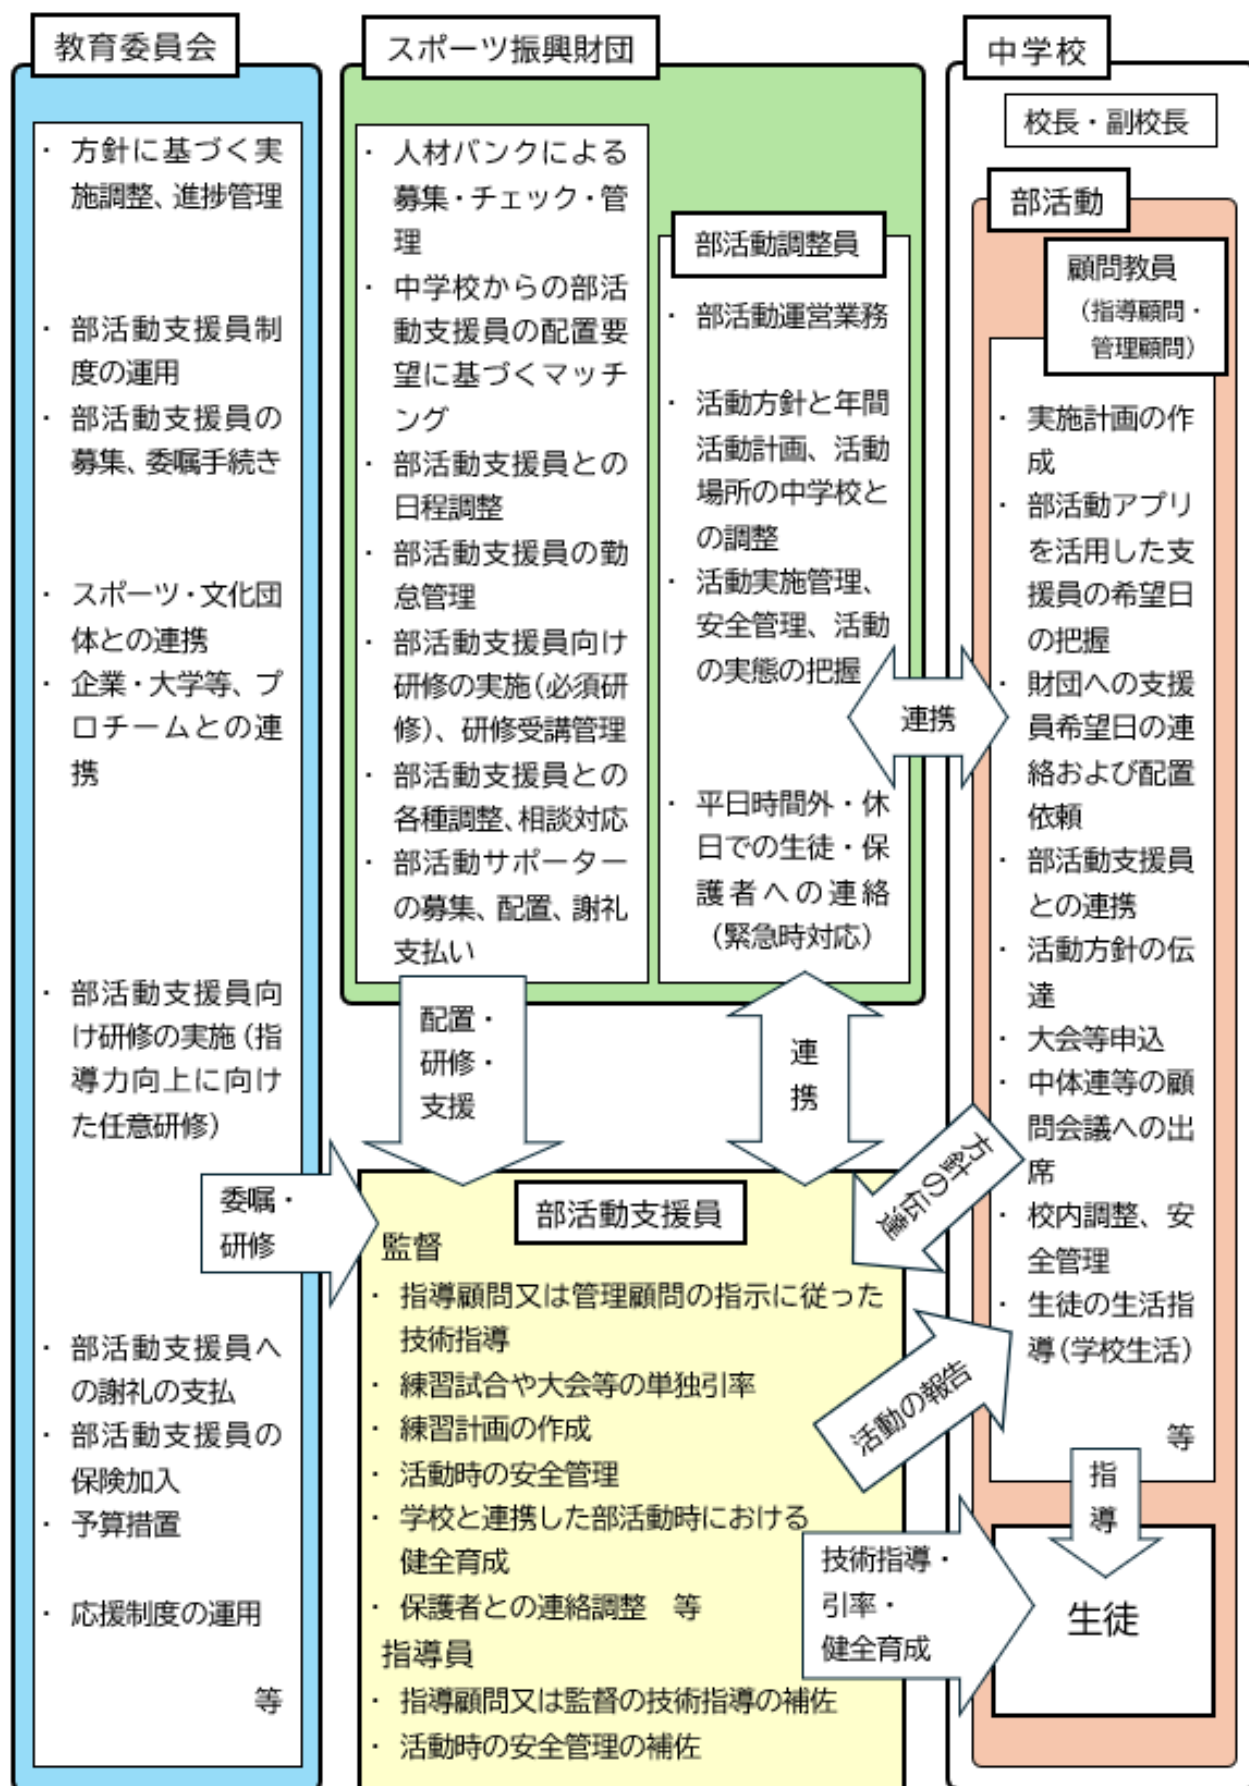 教育委員会
・ 方針に基づく実
施調整、進捗管理
・ 部活動支援員制
度の運用
・ 部活動支援員の
募集、委嘱手続き
・ スポーツ・文化団
体との連携
・ 企業・大学等、プ
ロチームとの連
携
・ 部活動支援員向
け研修の実施（指
導力向上に向け
た任意研修）
・ 部活動支援員へ
の謝礼の支払
・ 部活動支援員の
保険加入
・ 予算措置
・ 応援制度の運用
等
委嘱・
研修
スポーツ振興財団
・ 人材バンクによる
募集・チェック・管
理
・ 中学校からの部活
動支援員の配置要
望に基づくマッチ
ング
・ 部活動支援員との
日程調整
・ 部活動支援員の勤
怠管理
・ 部活動支援員向け
研修の実施（必須研
修）、研修受講管理
・ 部活動支援員との
各種調整、相談対応
・ 部活動サポーター
の募集、配置、謝礼
支払い
部活動調整員
・ 部活動運営業務
・ 活動方針と年間
活動計画、活動
場所の中学校と
の調整
・ 活動実施管理、
安全管理、活動
の実態の把握
・ 平日時間外・休
日での生徒・保
護者への連絡
（緊急時対応）
連携
配置・
研修・
支援
連
携
部活動支援員
監督
・ 指導顧問又は管理顧問の指示に従った
技術指導
・ 練習試合や大会等の単独引率
・ 練習計画の作成
・ 活動時の安全管理
・ 学校と連携した部活動時における
健全育成
・ 保護者との連絡調整　等
指導員
・ 指導顧問又は監督の技術指導の補佐
・ 活動時の安全管理の補佐
方針の伝達
活動の報告
技術指導・
引率・
健全育成
中学校
校長・副校長
部活動
顧問教員
（指導顧問・
管理顧問）
・ 実施計画の作
成
・ 部活動アプリ
を活用した支
援員の希望日
の把握
・ 財団への支援
員希望日の連
絡および配置
依頼
・ 部活動支援員
との連携
・ 活動方針の伝
達
・ 大会等申込
・ 中体連等の顧
問会議への出
席
・ 校内調整、安
全管理
・ 生徒の生活指
導（学校生活）
等
指
導
生徒